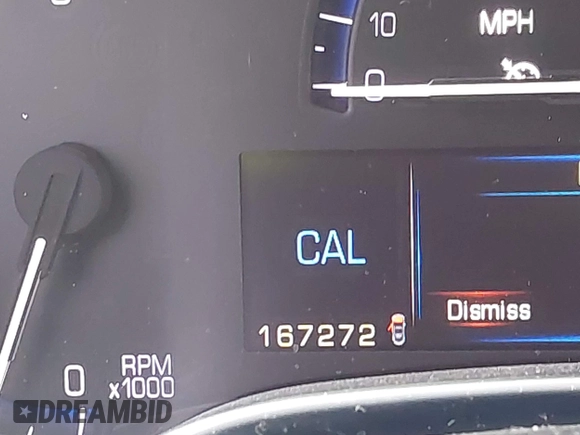 10
MPH
0
CAL
Dismiss
167272
0
RPM
x1000
DREAMBID